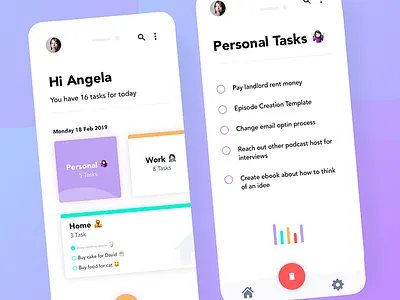 Hi Angela
You have 16 tasks for today
Monday 18 Feb 2019
Personal
5 Tasks
Work
8 Tasks
Home
3 Task
Buy cake for David
Buy food for cat
Personal Tasks
Pay landlord rent money
Episode Creation Template
Change email optin process
Reach out other podcast host for
interviews
Create ebook about how to think
of an idea